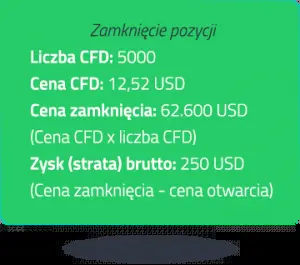 Zamknięcie pozycji
Liczba CFD: 5000
Cena CFD: 12,52 USD
Cena zamknięcia: 62.600 USD
(Cena CFD x liczba CFD)
Zysk (strata) brutto: 250 USD
(Cena zamknięcia - cena otwarcia)